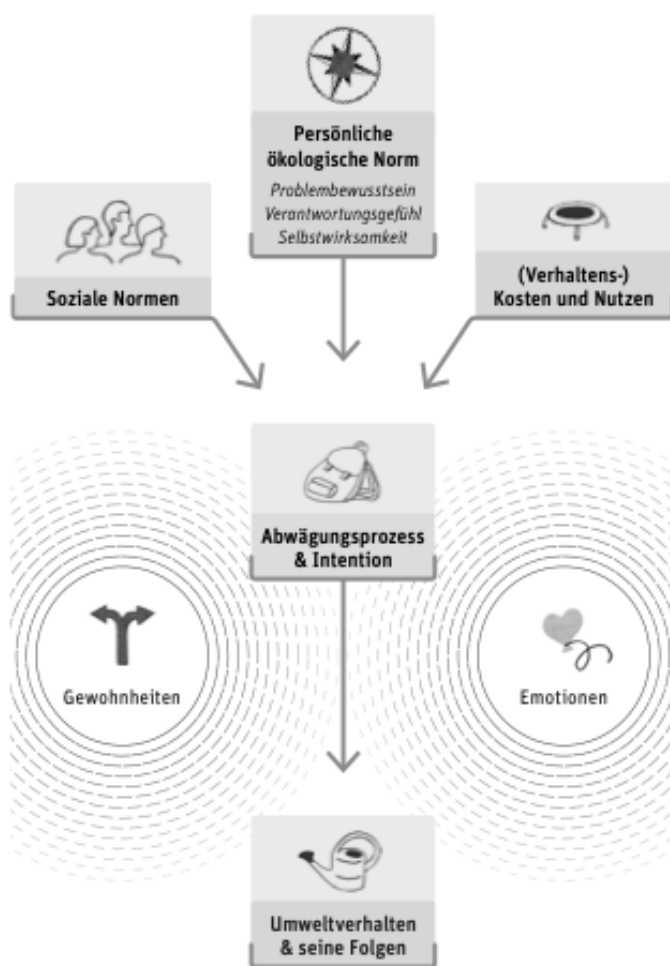 Persönliche
ökologische Norm
Problembewusstsein
Verantwortungsgefühl
Selbstwirksamkeit
Soziale Normen
(Verhaltens-)
Kosten und Nutzen
Abwägungsprozess
& Intention
Gewohnheiten
Emotionen
Umweltverhalten
& seine Folgen